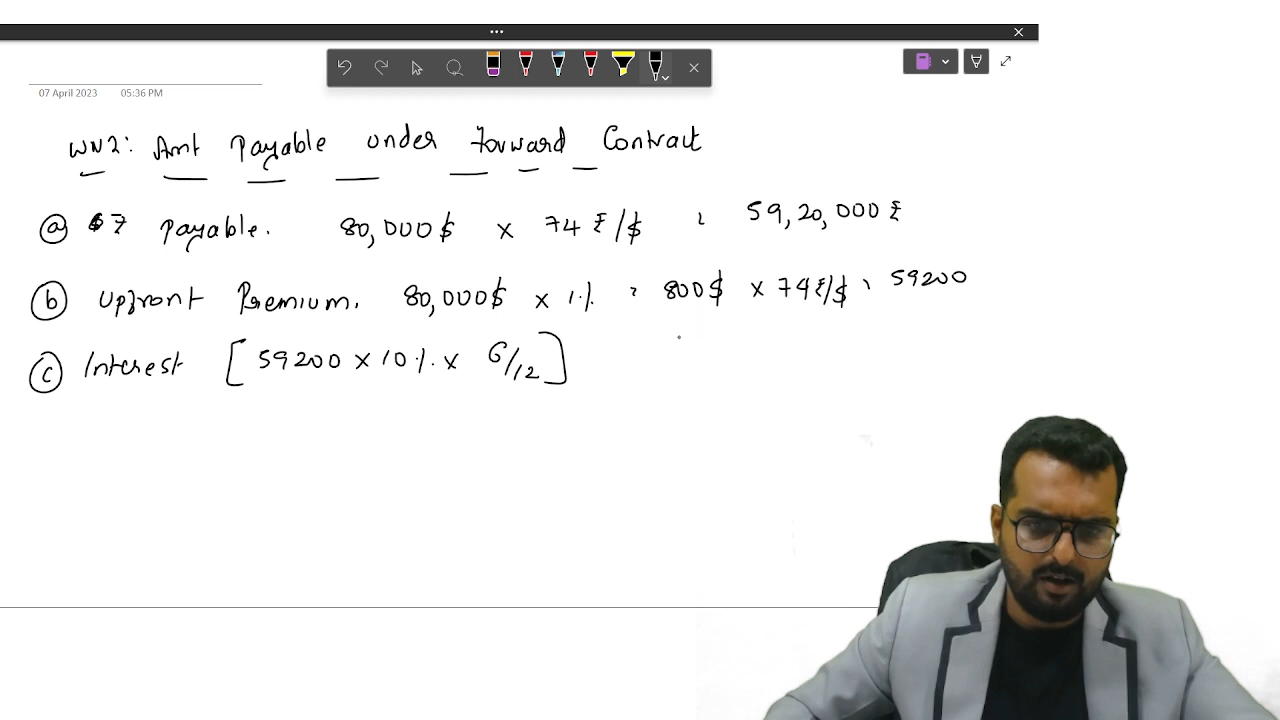 07 April 2023 05:36 PM
WN2: Amt Payable under Forward Contract
(a) ₹ Payable. 80,000$ x 74 ₹/$ = 59,20,000₹
(b) Upfront Premium. 80,000$ x 1% = 800$ x 74₹/$ = 59200
(c) Interest [59200 x 10% x 6/12]